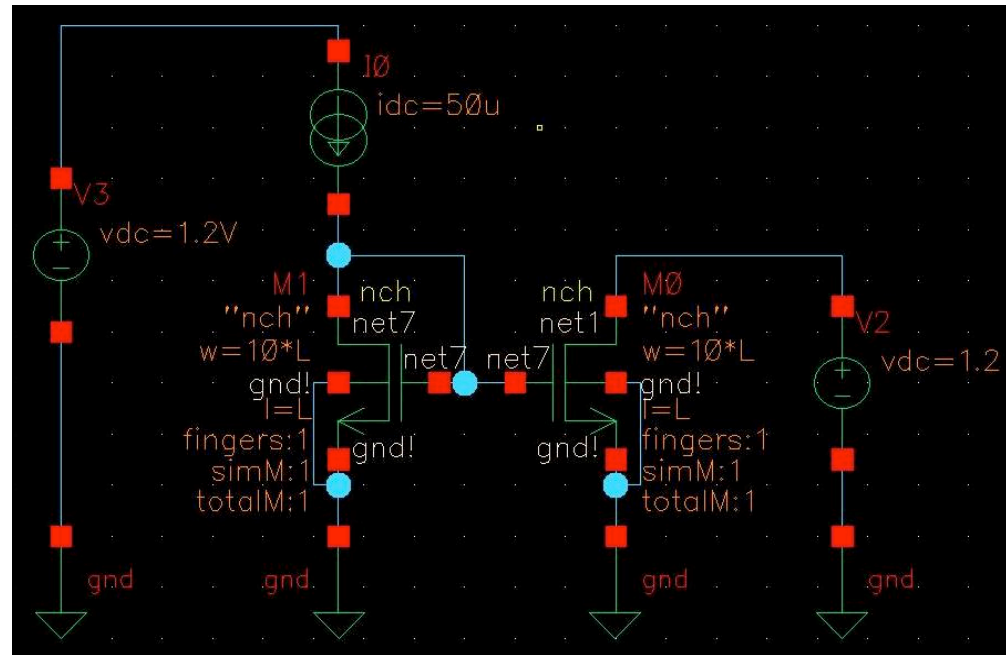 I0
idc=50u
V3
vdc=1.2V
M1
nch
"nch"
net7
w=10*L
net7
gnd!
l=L
fingers:1
gnd!
simM:1
totalM:1
gnd
nch
M0
net1
"nch"
w=10*L
net7
gnd!
l=L
gnd!
fingers:1
simM:1
totalM:1
V2
vdc=1.2
gnd
gnd
gnd